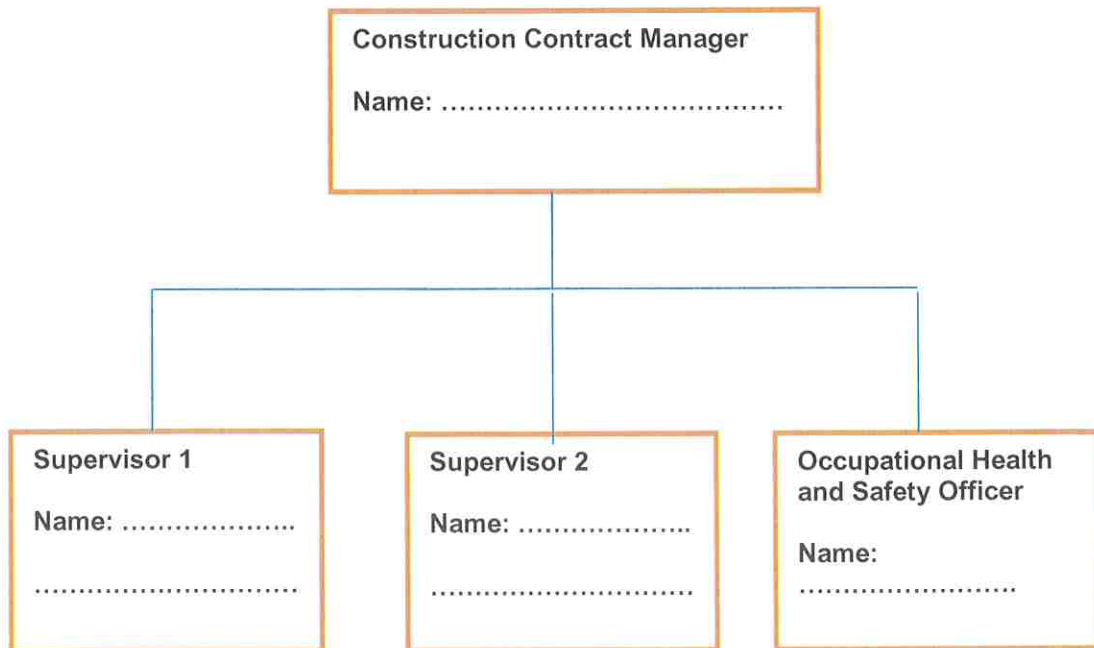 Construction Contract Manager
Name: ……………………………………
Supervisor 1
Name: ………………..
…………………………
Supervisor 2
Name: ………………..
…………………………
Occupational Health
and Safety Officer
Name:
…………………….